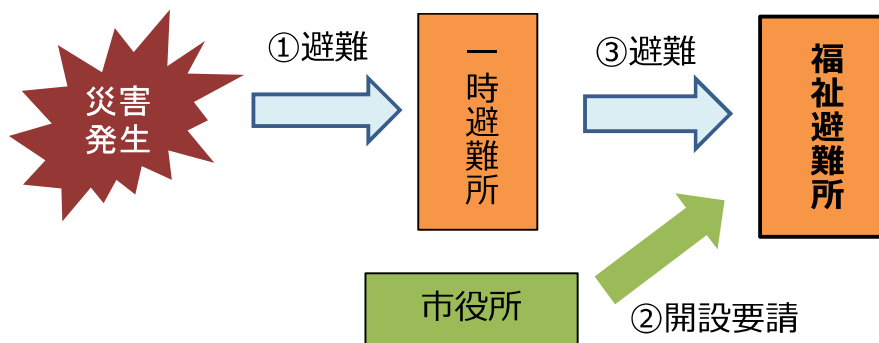 災害
発生
①避難
一時避難所
③避難
福祉避難所
市役所
②開設要請